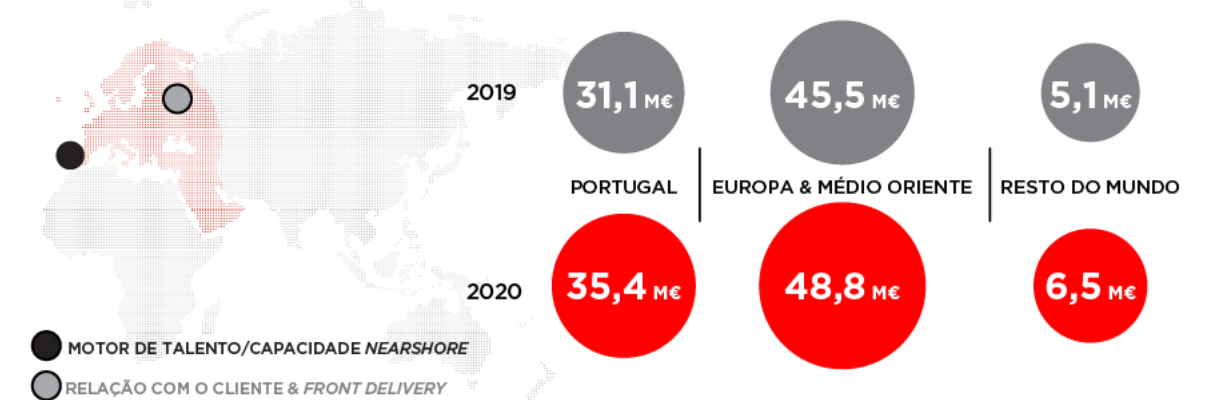 2019
31,1 M€
45,5 M€
5,1 M€
PORTUGAL
EUROPA & MÉDIO ORIENTE
RESTO DO MUNDO
2020
35,4 M€
48,8 M€
6,5 M€
MOTOR DE TALENTO/CAPACIDADE NEARSHORE
RELAÇÃO COM O CLIENTE & FRONT DELIVERY